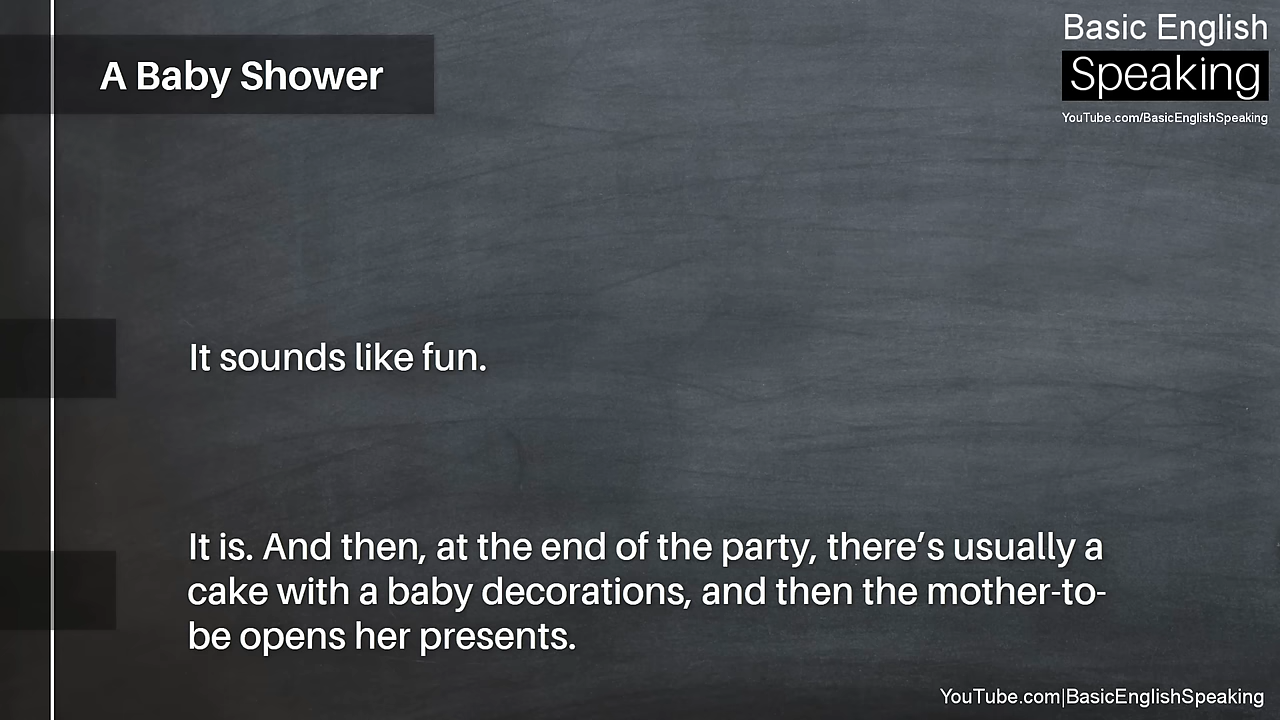 A Baby Shower
Basic English
Speaking
YouTube.com/BasicEnglishSpeaking
It sounds like fun.
It is. And then, at the end of the party, there’s usually a
cake with a baby decorations, and then the mother-to-
be opens her presents.
YouTube.com|BasicEnglishSpeaking